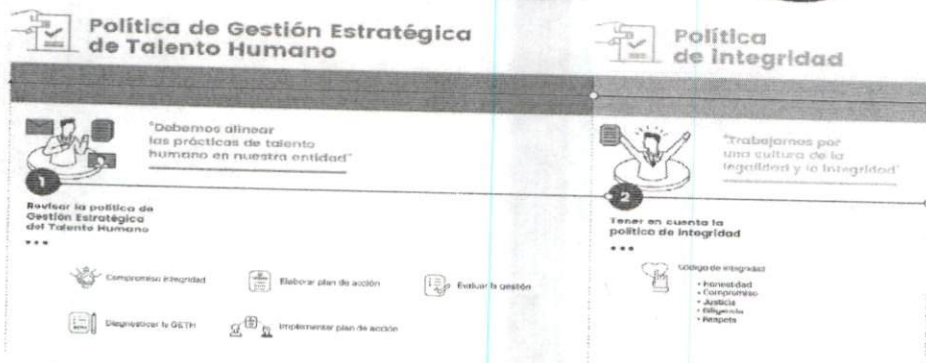 Política de Gestión Estratégica
de Talento Humano
"Debemos alinear
las prácticas de talento
humano en nuestra entidad"
1
Revisar la política de
Gestión Estratégica
del Talento Humano
Compromiso integridad
Elaborar plan de acción
Evaluar la gestión
Diagnosticar la GETH
Implementar plan de acción
Política
de integridad
"Trabajamos por
una cultura de la
legalidad y la integridad"
2
Tener en cuenta la
política de integridad
Código de integridad
• Honestidad
• Compromiso
• Justicia
• Diligencia
• Respeto